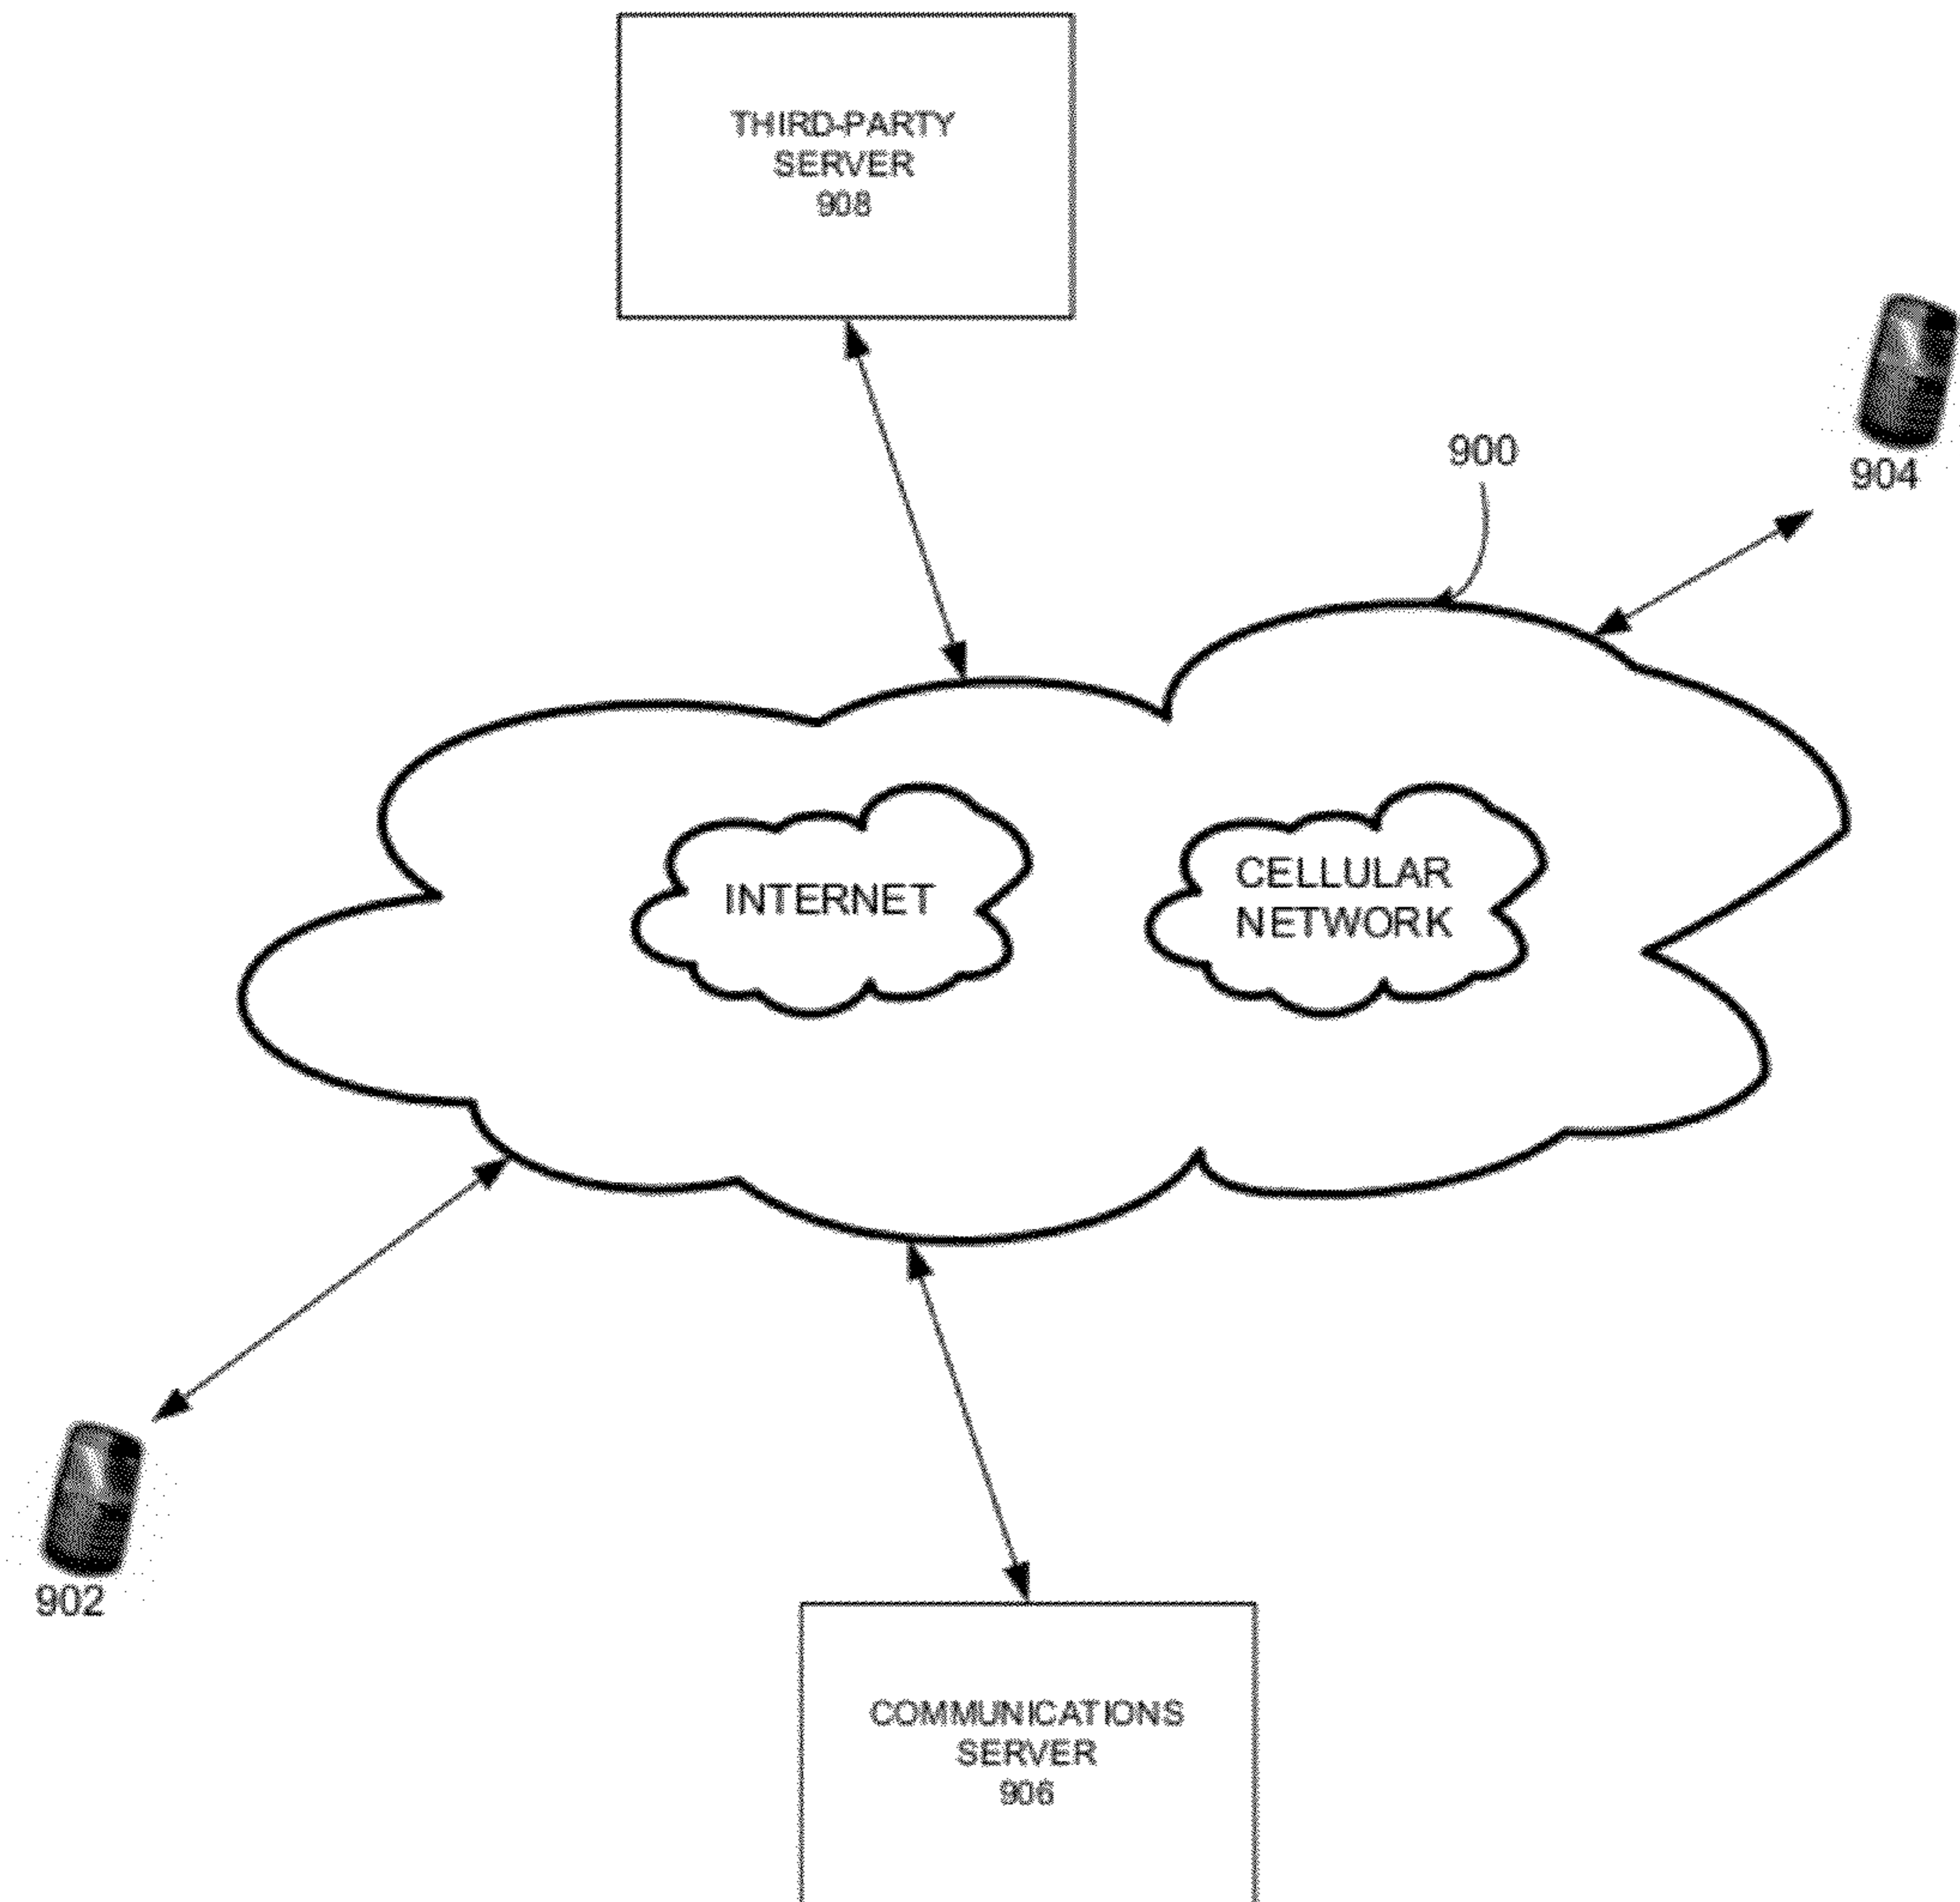 THIRD-PARTY
SERVER
908
900
904
INTERNET
CELLULAR
NETWORK
902
COMMUNICATIONS
SERVER
906